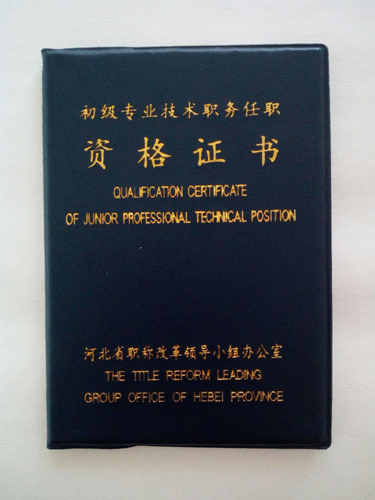 初级专业技术职务任职
资格证书
QUALIFICATION CERTIFICATE
OF JUNIOR PROFESSIONAL TECHNICAL POSITION
河北省职称改革领导小组办公室
THE TITLE REFORM LEADING
GROUP OFFICE OF HEBEI PROVINCE